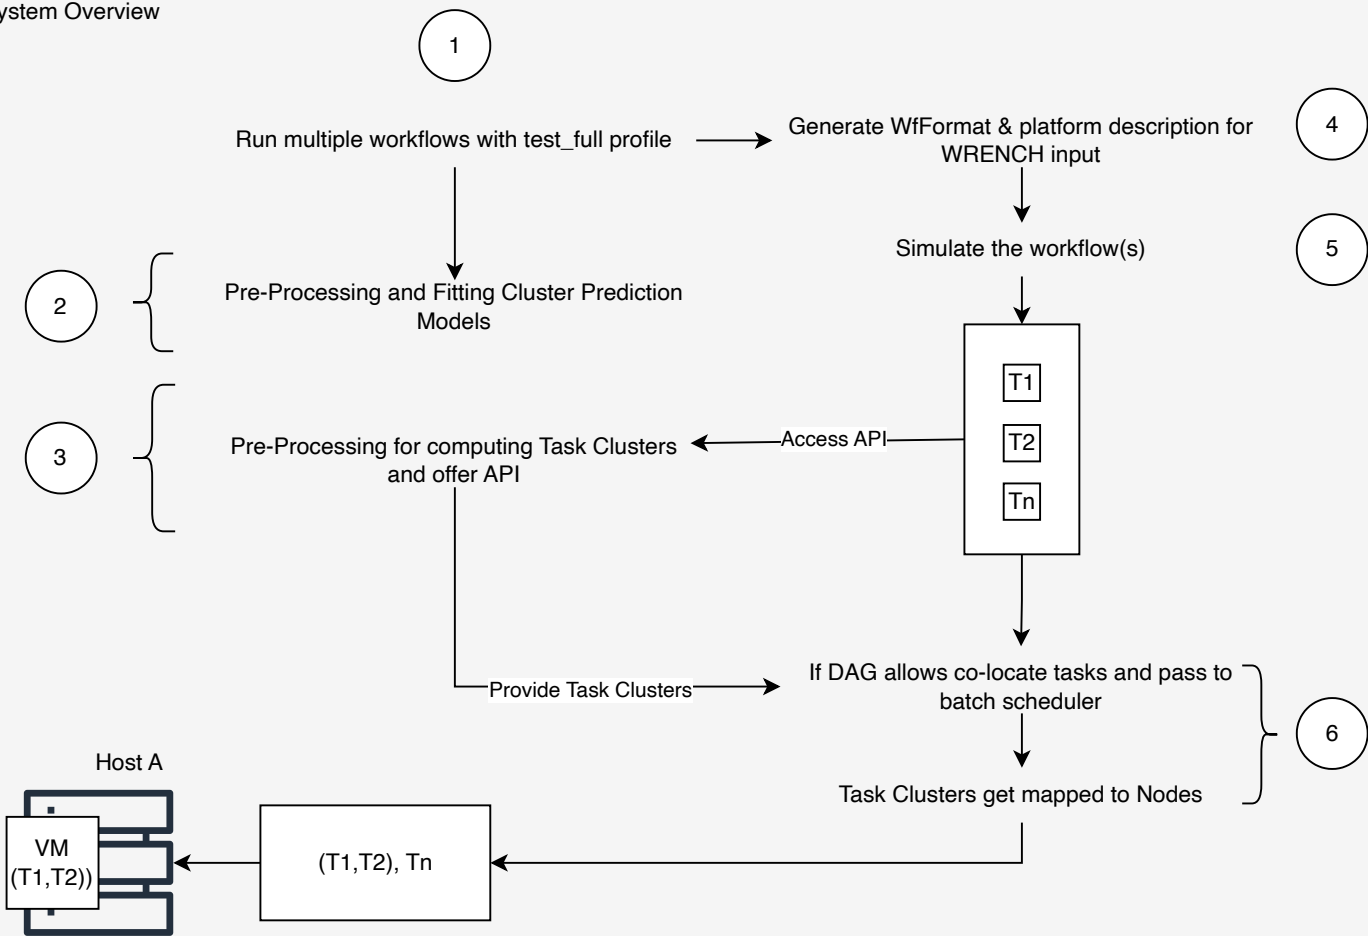 ystem Overview
1
Run multiple workflows with test_full profile
Generate WfFormat & platform description for
WRENCH input
4
Simulate the workflow(s)
5
2
Pre-Processing and Fitting Cluster Prediction
Models
T1
T2
Tn
Access API
3
Pre-Processing for computing Task Clusters
and offer API
Provide Task Clusters
If DAG allows co-locate tasks and pass to
batch scheduler
6
Task Clusters get mapped to Nodes
Host A
VM
(T1,T2))
(T1,T2), Tn